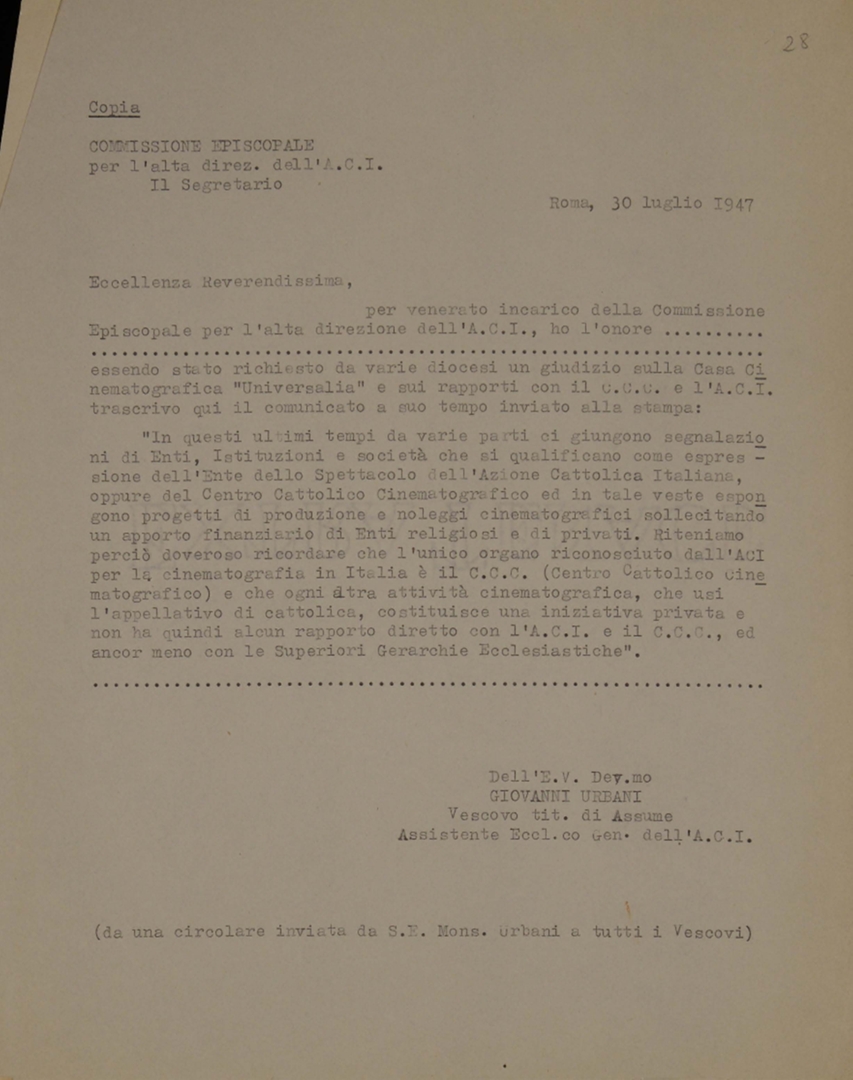 28
Copia
COMMISSIONE EPISCOPALE
per l'alta direz. dell'A.C.I.
Il Segretario
Roma, 30 luglio I947
Eccellenza Reverendissima,
per venerato incarico della Commissione
Episcopale per l'alta direzione dell'A.C.I., ho l'onore ..........
..................................................................
essendo stato richiesto da varie diocesi un giudizio sulla Casa Ci
nematografica "Universalia" e sui rapporti con il C.C.C. e l'A.C.I.
trascrivo qui il comunicato a suo tempo inviato alla stampa:
"In questi ultimi tempi da varie parti ci giungono segnalazio
ni di Enti, Istituzioni e società che si qualificano come espres -
sione dell'Ente dello Spettacolo dell'Azione Cattolica Italiana,
oppure del Centro Cattolico Cinematografico ed in tale veste espon
gono progetti di produzione e noleggi cinematografici sollecitando
un apporto finanziario di Enti religiosi e di privati. Riteniamo
perciò doveroso ricordare che l'unico organo riconosciuto dall'ACI
per la cinematografia in Italia è il C.C.C. (Centro Cattolico Cine
matografico) e che ogni altra attività cinematografica, che usi
l'appellativo di cattolica, costituisce una iniziativa privata e
non ha quindi alcun rapporto diretto con l'A.C.I. e il C.C.C., ed
ancor meno con le Superiori Gerarchie Ecclesiastiche".
..................................................................
Dell'E.V. Dev.mo
GIOVANNI URBANI
Vescovo tit. di Assume
Assistente Eccl.co Gen. dell'A.C.I.
(da una circolare inviata da S.E. Mons. Urbani a tutti i Vescovi)